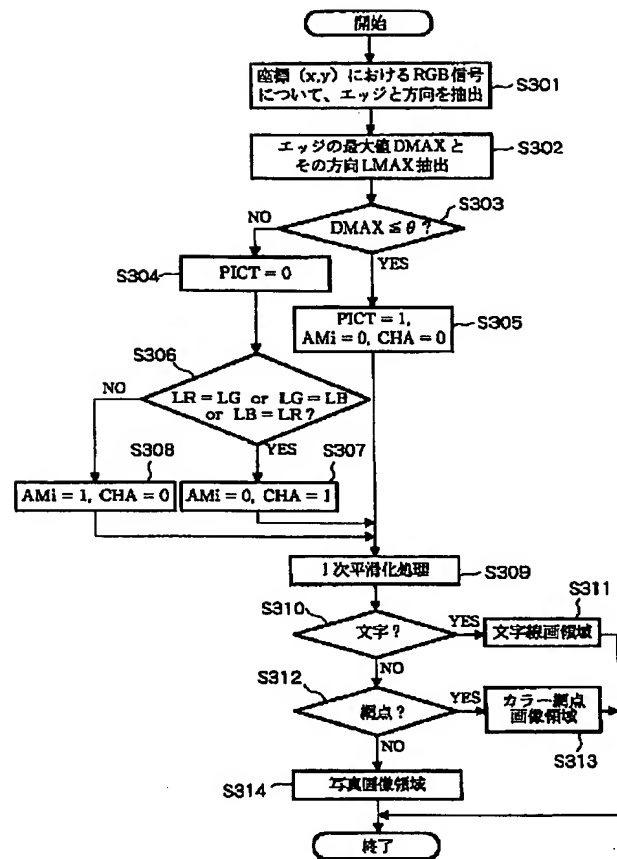 開始
座標 (x,y) におけるRGB信号
について、エッジと方向を抽出
S301
エッジの最大値DMAXと
その方向LMAX抽出
S302
S303
DMAX ≦ θ ?
NO
YES
S304
PICT = 0
PICT = 1,
AMi = 0, CHA = 0
S305
S306
LR = LG or LG = LB
or LB = LR ?
NO
YES
S308
AMi = 1, CHA = 0
S307
AMi = 0, CHA = 1
1次平滑化処理
S309
S310
文字?
YES
NO
S311
文字線画領域
S312
網点?
YES
NO
カラー網点
画像領域
S313
S314
写真画像領域
終了